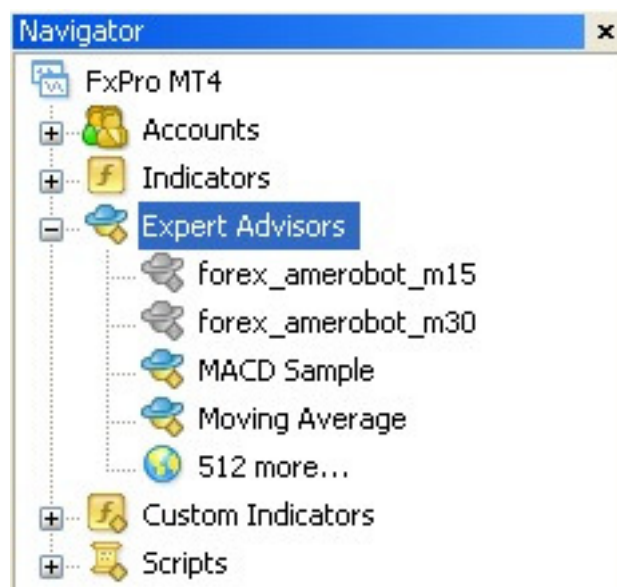 Navigator
FxPro MT4
Accounts
Indicators
Expert Advisors
forex_amerobot_m15
forex_amerobot_m30
MACD Sample
Moving Average
512 more...
Custom Indicators
Scripts